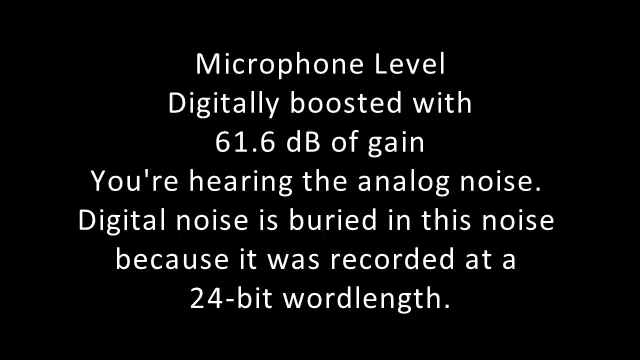 Microphone Level
Digitally boosted with
61.6 dB of gain
You're hearing the analog noise.
Digital noise is buried in this noise
because it was recorded at a
24-bit wordlength.